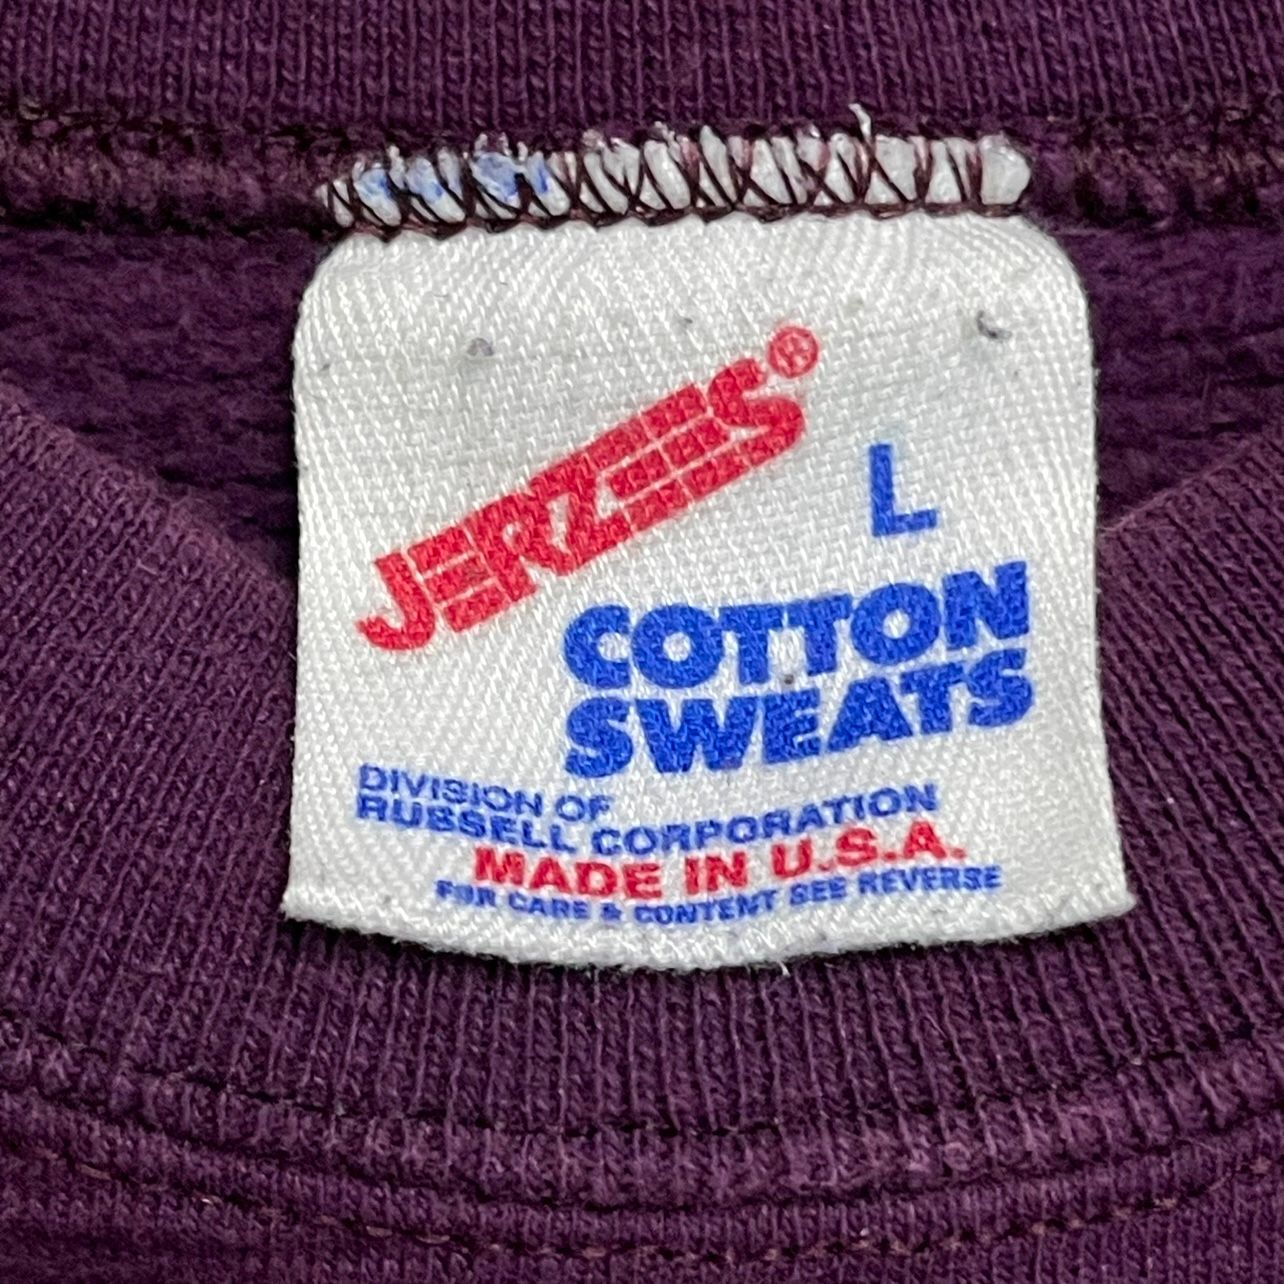 JERZEES®
L
COTTON
SWEATS
DIVISION OF
RUSSELL CORPORATION
MADE IN U.S.A.
FOR CARE & CONTENT SEE REVERSE